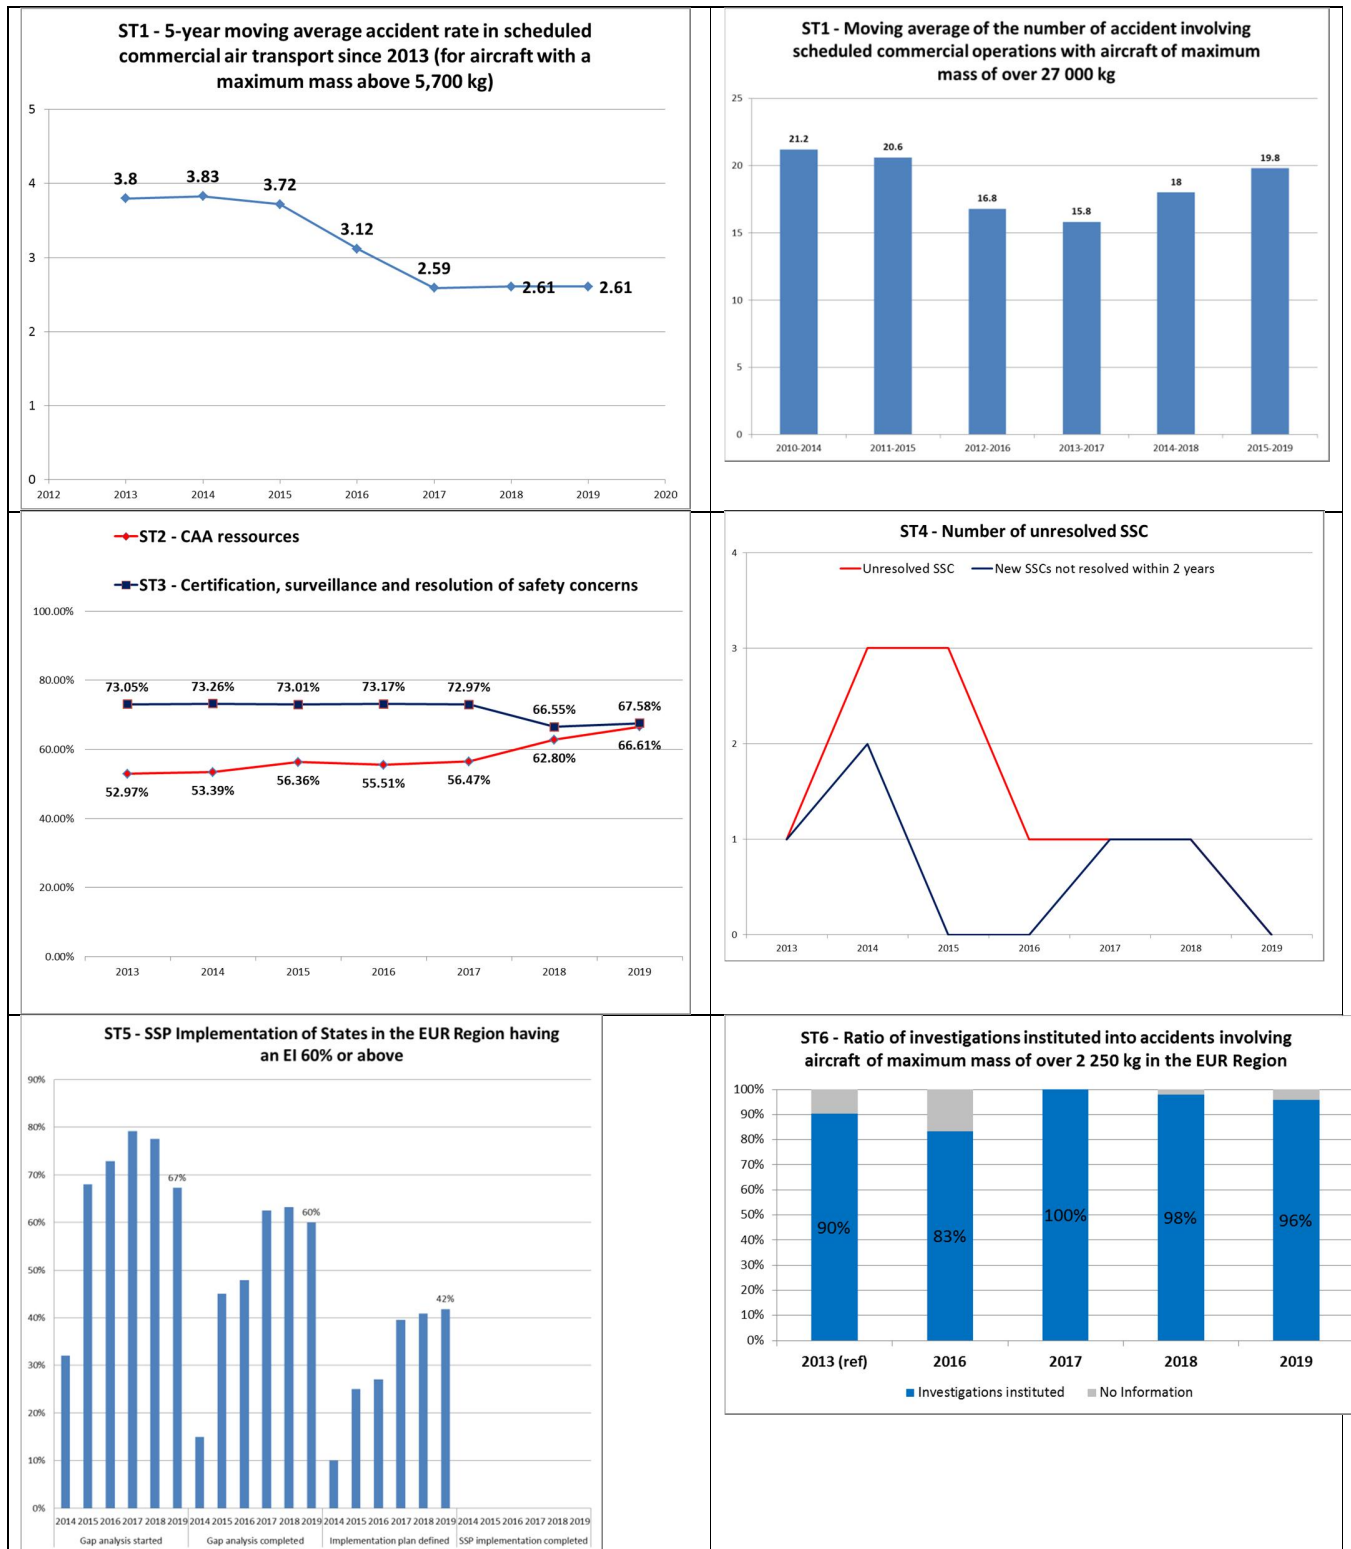 ST1 - 5-year moving average accident rate in scheduled
commercial air transport since 2013 (for aircraft with a
maximum mass above 5,700 kg)
5
4
3
2
1
0
3.8
3.83
3.72
3.12
2.59
2.61
2.61
2012 2013 2014 2015 2016 2017 2018 2019 2020
ST1 - Moving average of the number of accident involving
scheduled commercial operations with aircraft of maximum
mass of over 27 000 kg
25
20
15
10
5
0
21.2
20.6
16.8
15.8
18
19.8
2010-2014 2011-2015 2012-2016 2013-2017 2014-2018 2015-2019
ST2 - CAA ressources
ST3 - Certification, surveillance and resolution of safety concerns
100.00%
80.00%
60.00%
40.00%
20.00%
0.00%
73.05% 73.26% 73.01% 73.17% 72.97% 66.55% 67.58%
52.97% 53.39% 56.36% 55.51% 56.47% 62.80% 66.61%
2013 2014 2015 2016 2017 2018 2019
ST4 - Number of unresolved SSC
Unresolved SSC New SSCs not resolved within 2 years
4
3
2
1
0
2013 2014 2015 2016 2017 2018 2019
ST5 - SSP Implementation of States in the EUR Region having
an EI 60% or above
90%
80%
70%
60%
50%
40%
30%
20%
10%
0%
67%
60%
42%
2014 2015 2016 2017 2018 2019 2014 2015 2016 2017 2018 2019 2014 2015 2016 2017 2018 2019 2014 2015 2016 2017 2018 2019
Gap analysis started Gap analysis completed Implementation plan defined SSP implementation completed
ST6 - Ratio of investigations instituted into accidents involving
aircraft of maximum mass of over 2 250 kg in the EUR Region
100%
90%
80%
70%
60%
50%
40%
30%
20%
10%
0%
90% 83% 100% 98% 96%
2013 (ref) 2016 2017 2018 2019
Investigations instituted No Information